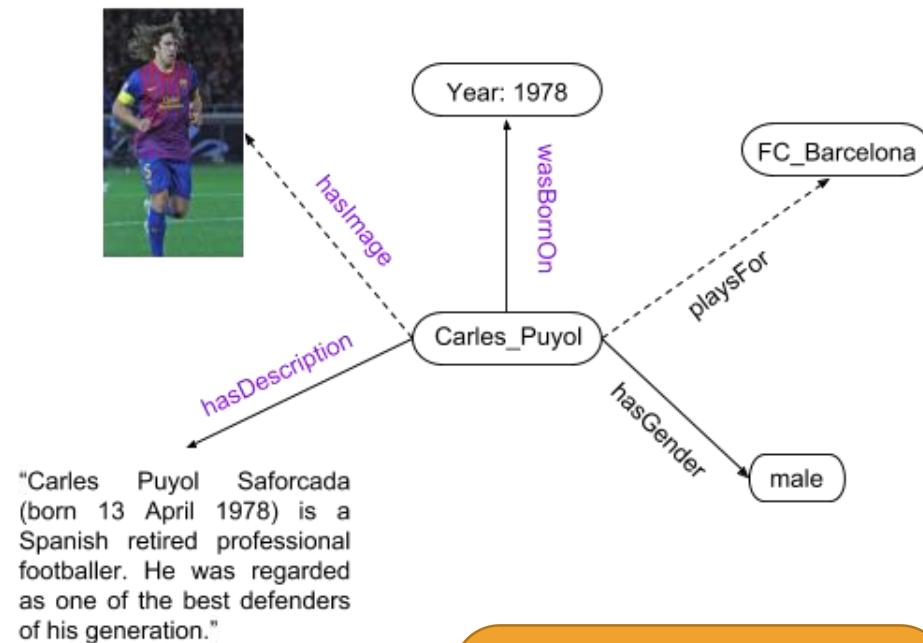 Year: 1978
FC_Barcelona
hasImage
wasBornOn
playsFor
Carles_Puyol
hasDescription
hasGender
male
“Carles Puyol Saforcada
(born 13 April 1978) is a
Spanish retired professional
footballer. He was regarded
as one of the best defenders
of his generation.”
5